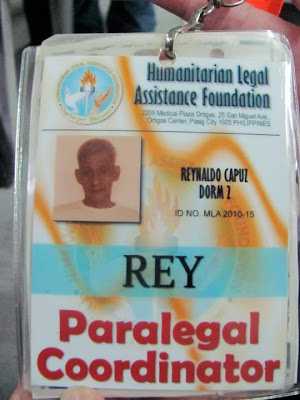 Humanitarian Legal
Assistance Foundation
2209 Medical Plaza Ortigas, 25 San Miguel Ave.,
Ortigas Center, Pasig City 1605 PHILIPPINES
REYNALDO CAPUZ
DORM 2
ID NO. MLA 2010-15
REY
Paralegal
Coordinator